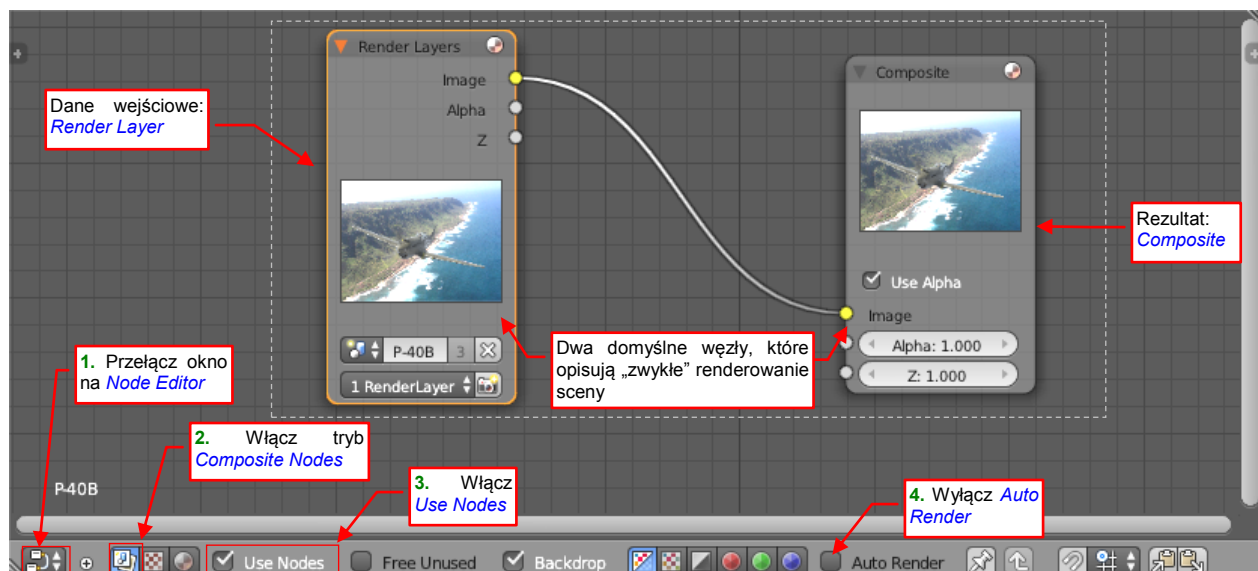 Render Layers
Image
Alpha
Z
P-40B 3
1 RenderLayer
Composite
Use Alpha
Image
Alpha: 1.000
Z: 1.000
Dane wejściowe:
Render Layer
Rezultat:
Composite
Dwa domyślne węzły, które
opisują „zwykłe” renderowanie
sceny
1. Przełącz okno
na Node Editor
2. Włącz tryb
Composite Nodes
3. Włącz
Use Nodes
4. Wyłącz Auto
Render
P-40B
Use Nodes Free Unused Backdrop Auto Render